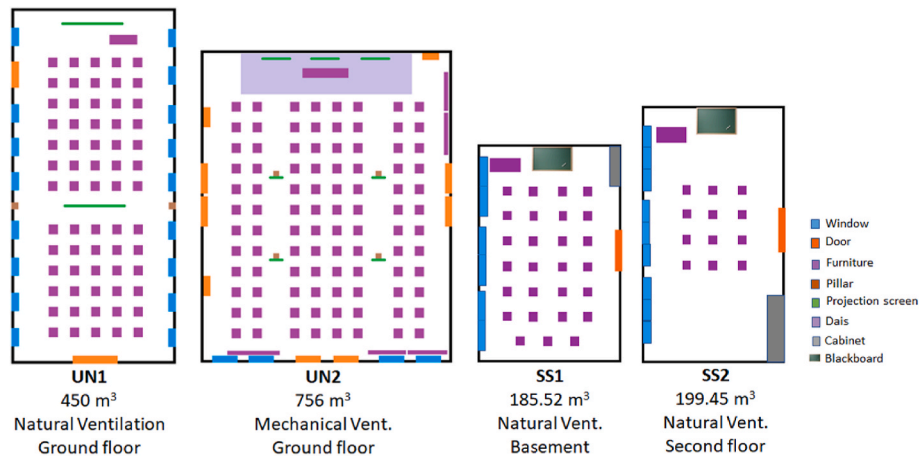 UN1
450 m³
Natural Ventilation
Ground floor
UN2
756 m³
Mechanical Vent.
Ground floor
SS1
185.52 m³
Natural Vent.
Basement
SS2
199.45 m³
Natural Vent.
Second floor
Window
Door
Furniture
Pillar
Projection screen
Dais
Cabinet
Blackboard